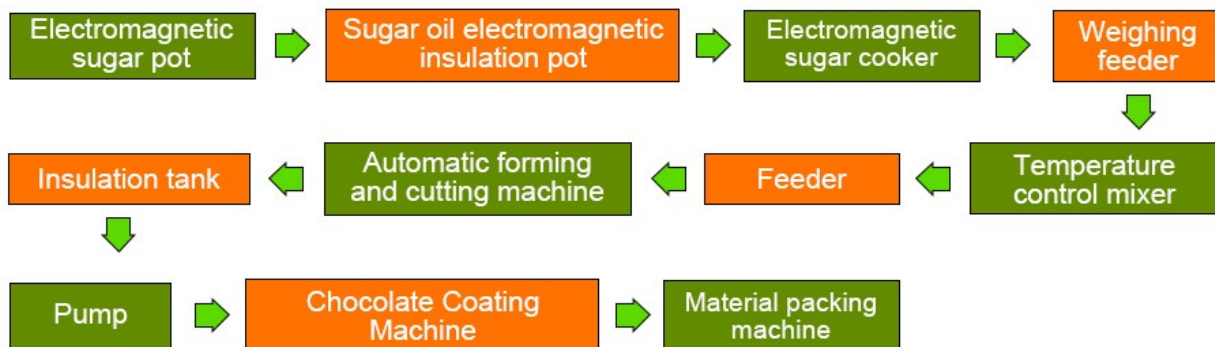 Electromagnetic
sugar pot
Sugar oil electromagnetic
insulation pot
Electromagnetic
sugar cooker
Weighing
feeder
Temperature
control mixer
Feeder
Automatic forming
and cutting machine
Insulation tank
Pump
Chocolate Coating
Machine
Material packing
machine